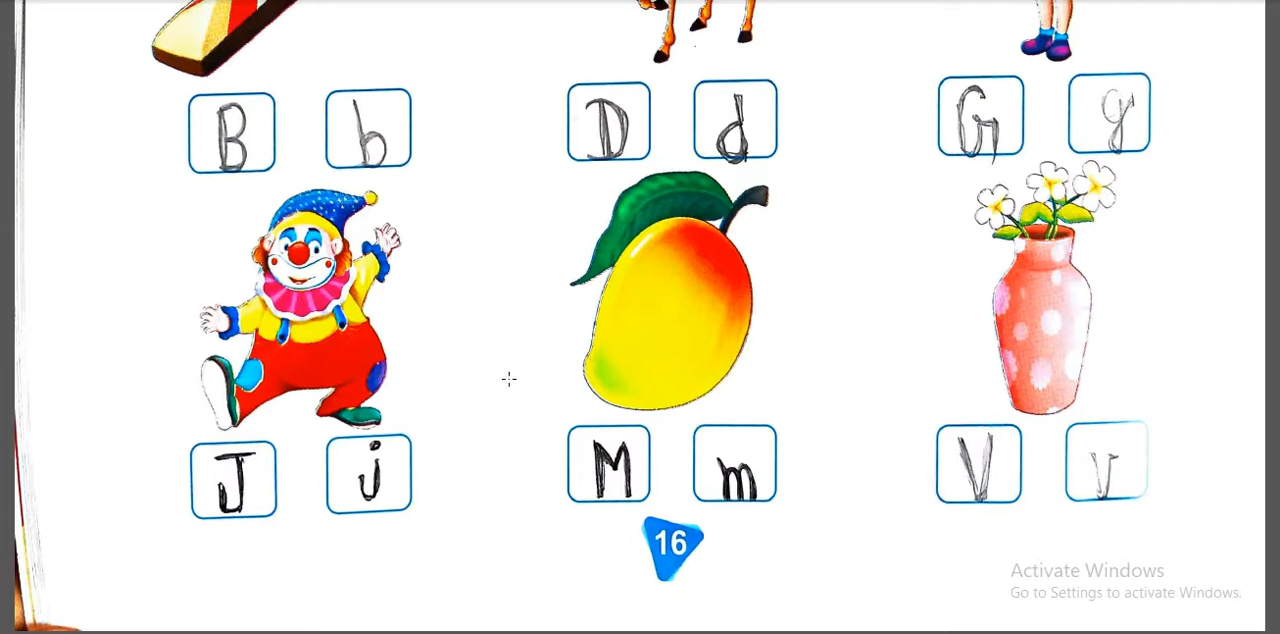 B b D d G g
J j M m V v
16
Activate Windows
Go to Settings to activate Windows.